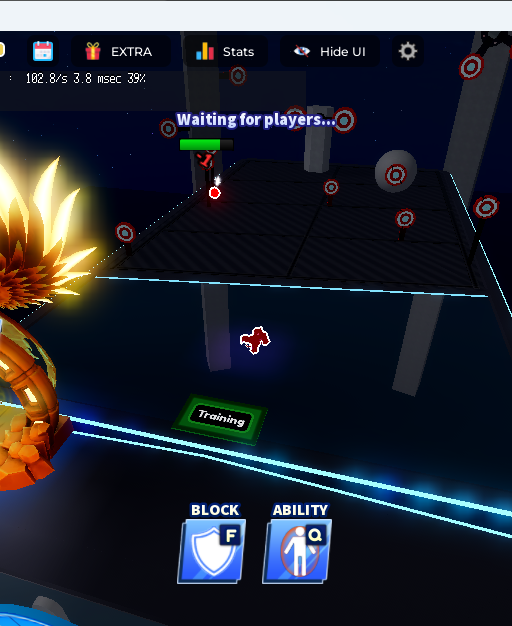 EXTRA
Stats
Hide UI
: 102.8/s 3.8 msec 39%
Waiting for players...
Training
BLOCK
ABILITY
F
Q